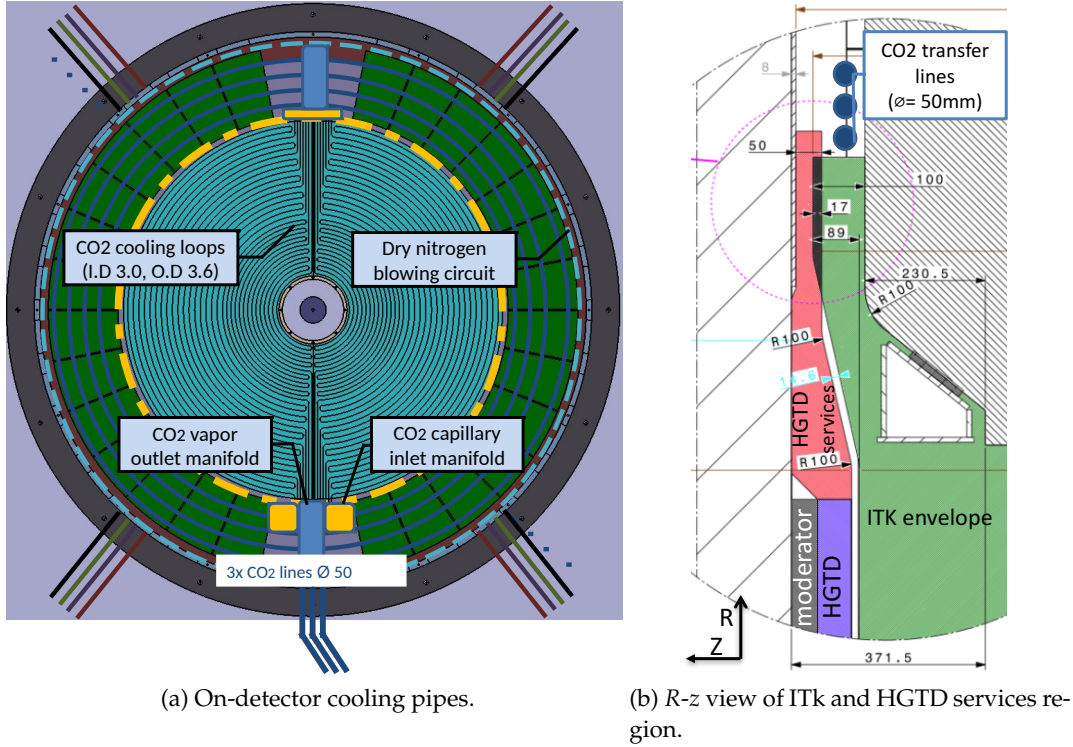 CO2 cooling loops
(I.D 3.0, O.D 3.6)
Dry nitrogen
blowing circuit
CO2 vapor
outlet manifold
CO2 capillary
inlet manifold
3x CO2 lines Ø 50
(a) On-detector cooling pipes.
CO2 transfer
lines
(⌀= 50mm)
8
50
100
17
89
230.5
R100
R100
14.6
HGTD
services
R100
ITK envelope
moderator
HGTD
R
Z
371.5
(b) R-z view of ITk and HGTD services re-
gion.